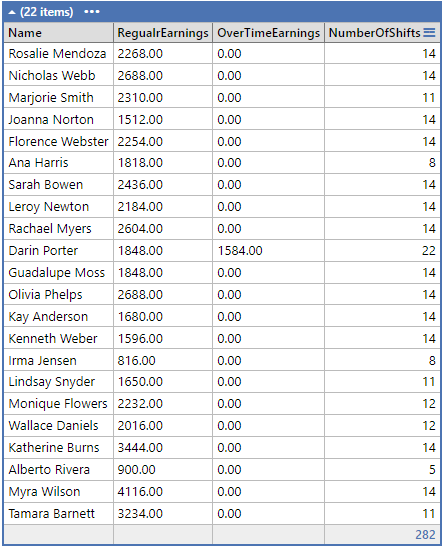 (22 items) •••
Name RegualrEarnings OverTimeEarnings NumberOfShifts
Rosalie Mendoza 2268.00 0.00 14
Nicholas Webb 2688.00 0.00 14
Marjorie Smith 2310.00 0.00 11
Joanna Norton 1512.00 0.00 14
Florence Webster 2254.00 0.00 14
Ana Harris 1818.00 0.00 8
Sarah Bowen 2436.00 0.00 14
Leroy Newton 2184.00 0.00 14
Rachael Myers 2604.00 0.00 14
Darin Porter 1848.00 1584.00 22
Guadalupe Moss 1848.00 0.00 14
Olivia Phelps 2688.00 0.00 14
Kay Anderson 1680.00 0.00 14
Kenneth Weber 1596.00 0.00 14
Irma Jensen 816.00 0.00 8
Lindsay Snyder 1650.00 0.00 11
Monique Flowers 2232.00 0.00 12
Wallace Daniels 2016.00 0.00 12
Katherine Burns 3444.00 0.00 14
Alberto Rivera 900.00 0.00 5
Myra Wilson 4116.00 0.00 14
Tamara Barnett 3234.00 0.00 11
282